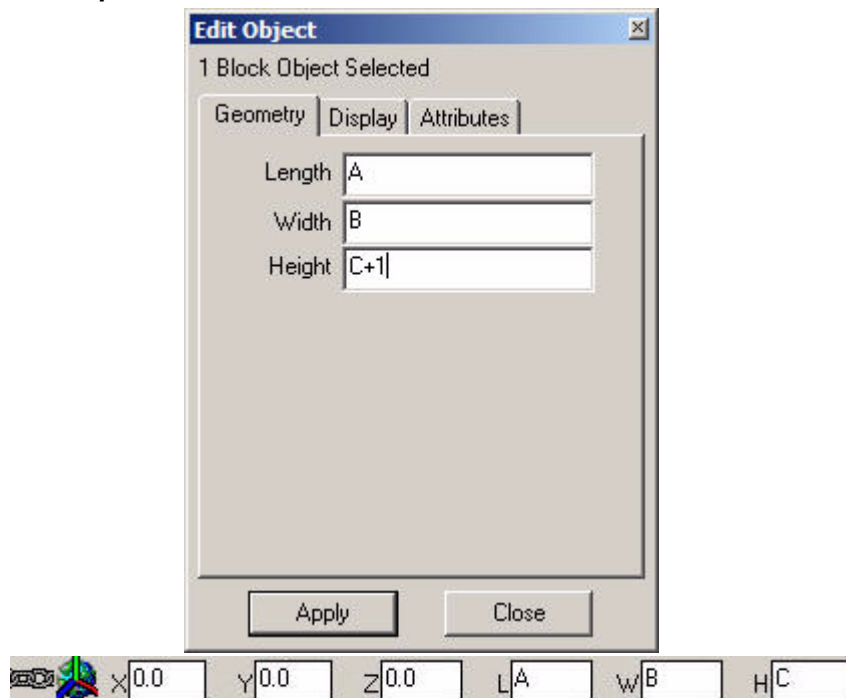 Edit Object
1 Block Object Selected
Geometry Display Attributes
Length A
Width B
Height C+1
Apply Close
X 0.0 Y 0.0 Z 0.0 L A W B H C